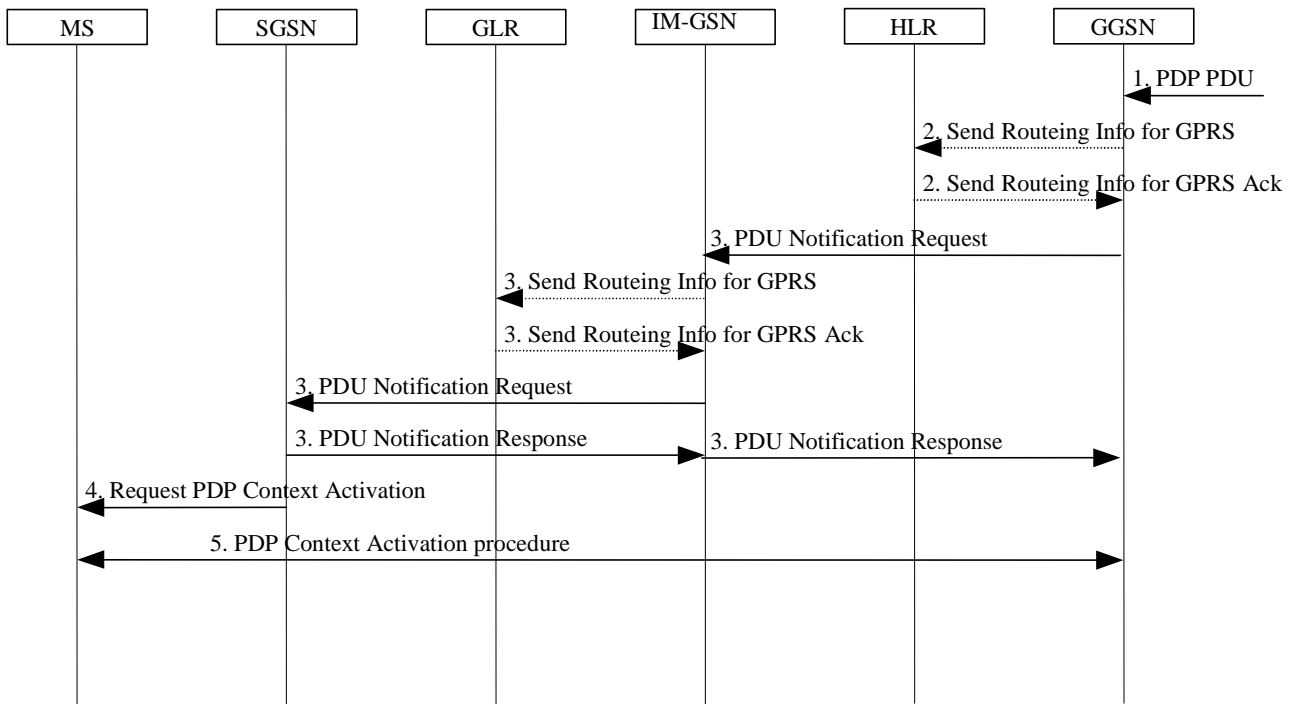 MS
SGSN
GLR
IM-GSN
HLR
GGSN
1. PDP PDU
2. Send Routeing Info for GPRS
2. Send Routeing Info for GPRS Ack
3. PDU Notification Request
3. Send Routeing Info for GPRS
3. Send Routeing Info for GPRS Ack
3. PDU Notification Request
3. PDU Notification Response
3. PDU Notification Response
4. Request PDP Context Activation
5. PDP Context Activation procedure